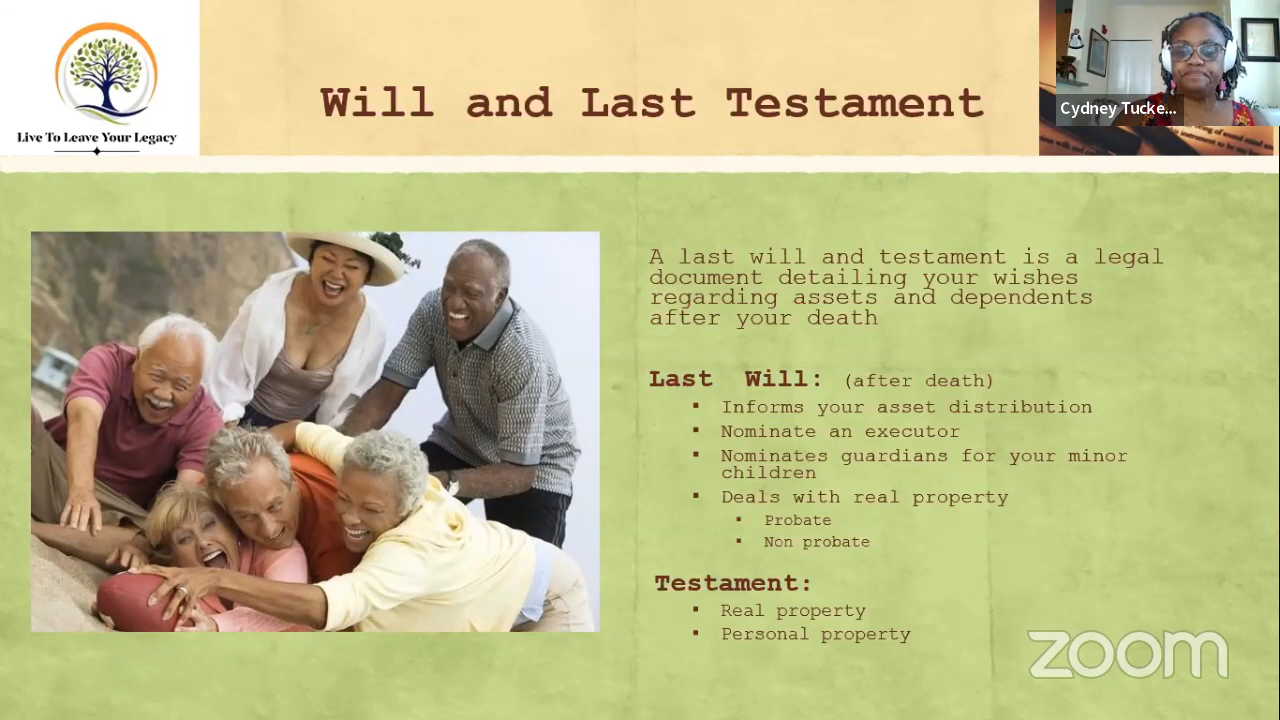 Will and Last Testament
Live To Leave Your Legacy
Cydney Tucke...
A last will and testament is a legal
document detailing your wishes
regarding assets and dependents
after your death
Last Will: (after death)
▪ Informs your asset distribution
▪ Nominate an executor
▪ Nominates guardians for your minor
children
▪ Deals with real property
▪ Probate
▪ Non probate
Testament:
▪ Real property
▪ Personal property
zoom